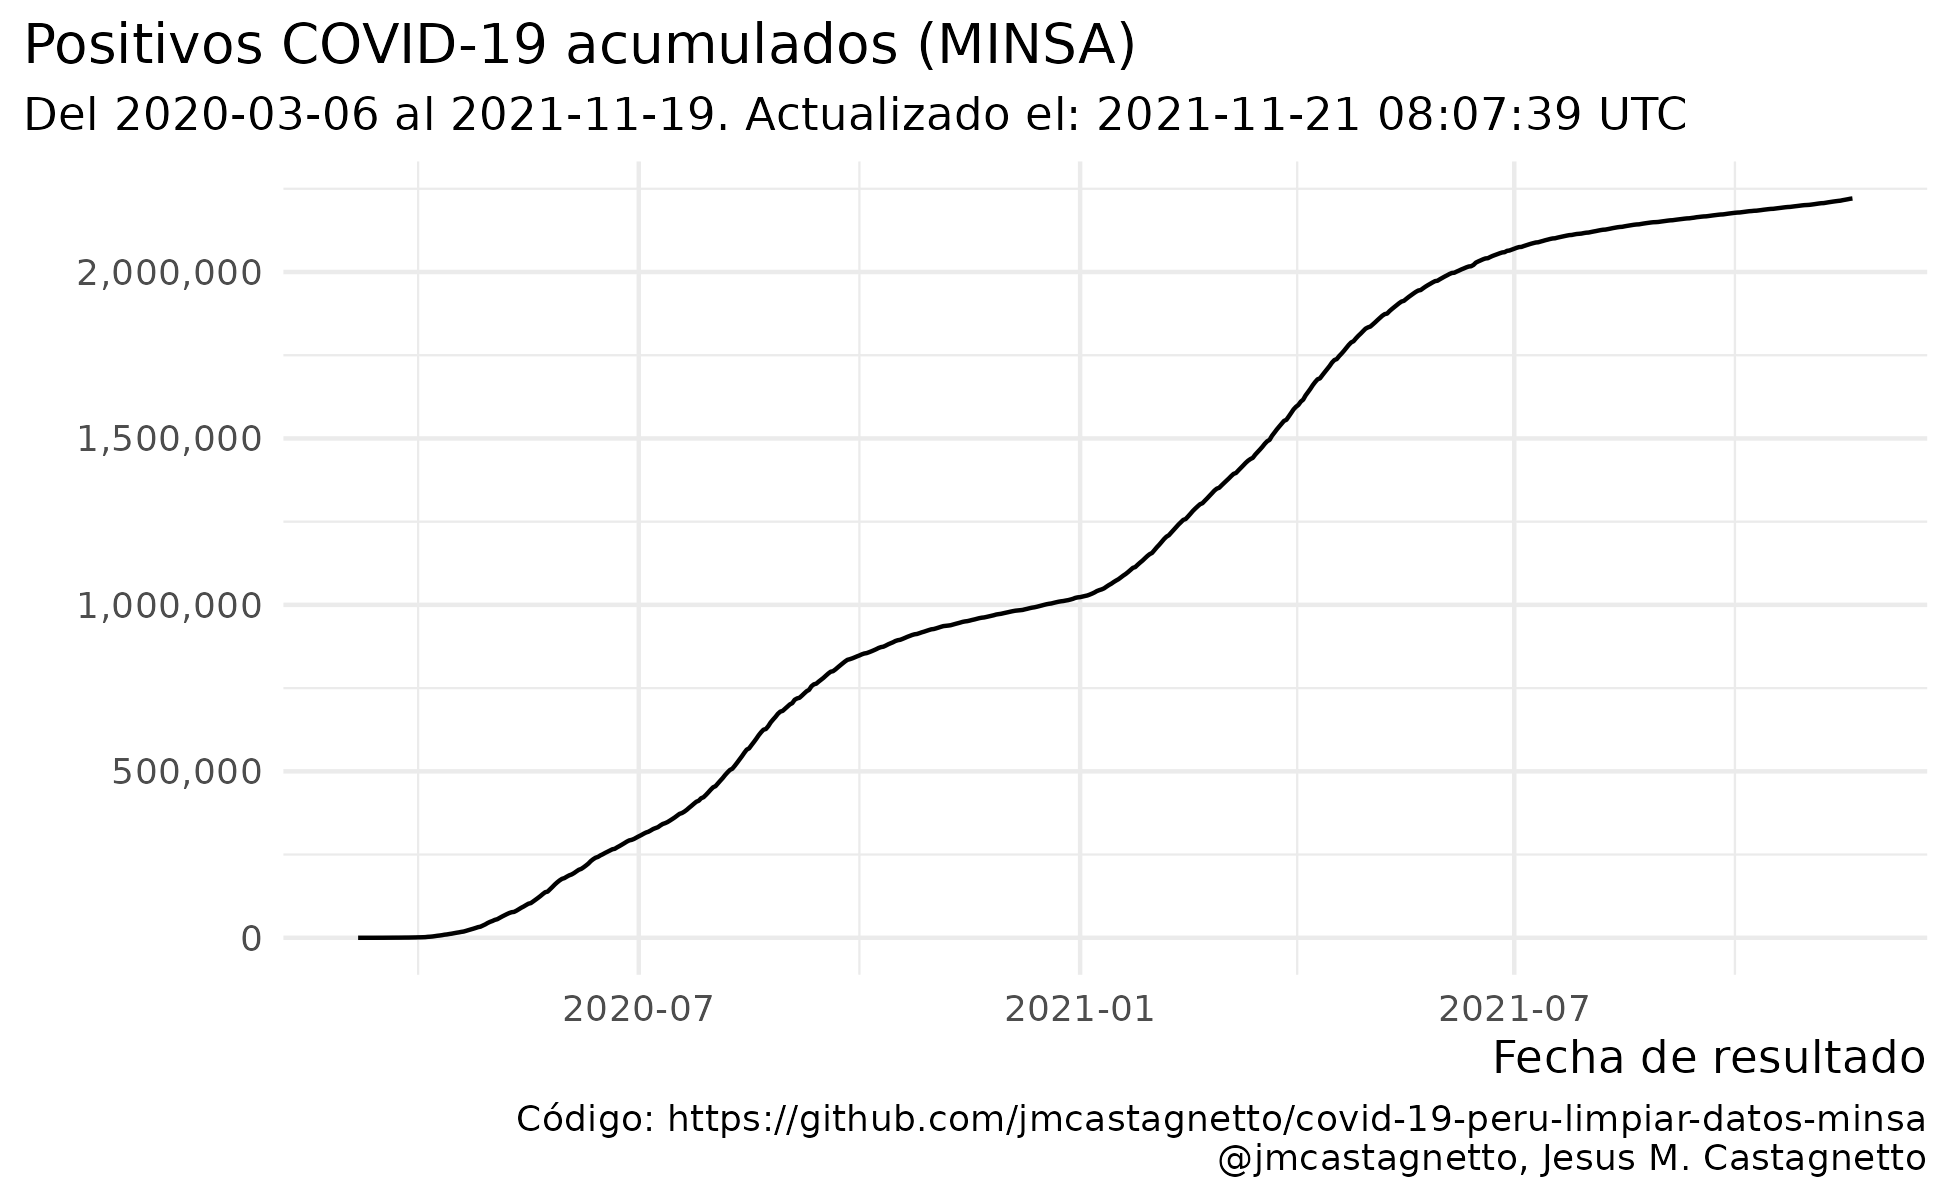 Positivos COVID-19 acumulados (MINSA)
Del 2020-03-06 al 2021-11-19. Actualizado el: 2021-11-21 08:07:39 UTC
2,000,000
1,500,000
1,000,000
500,000
0
2020-07 2021-01 2021-07
Fecha de resultado
Código: https://github.com/jmcastagnetto/covid-19-peru-limpiar-datos-minsa
@jmcastagnetto, Jesus M. Castagnetto